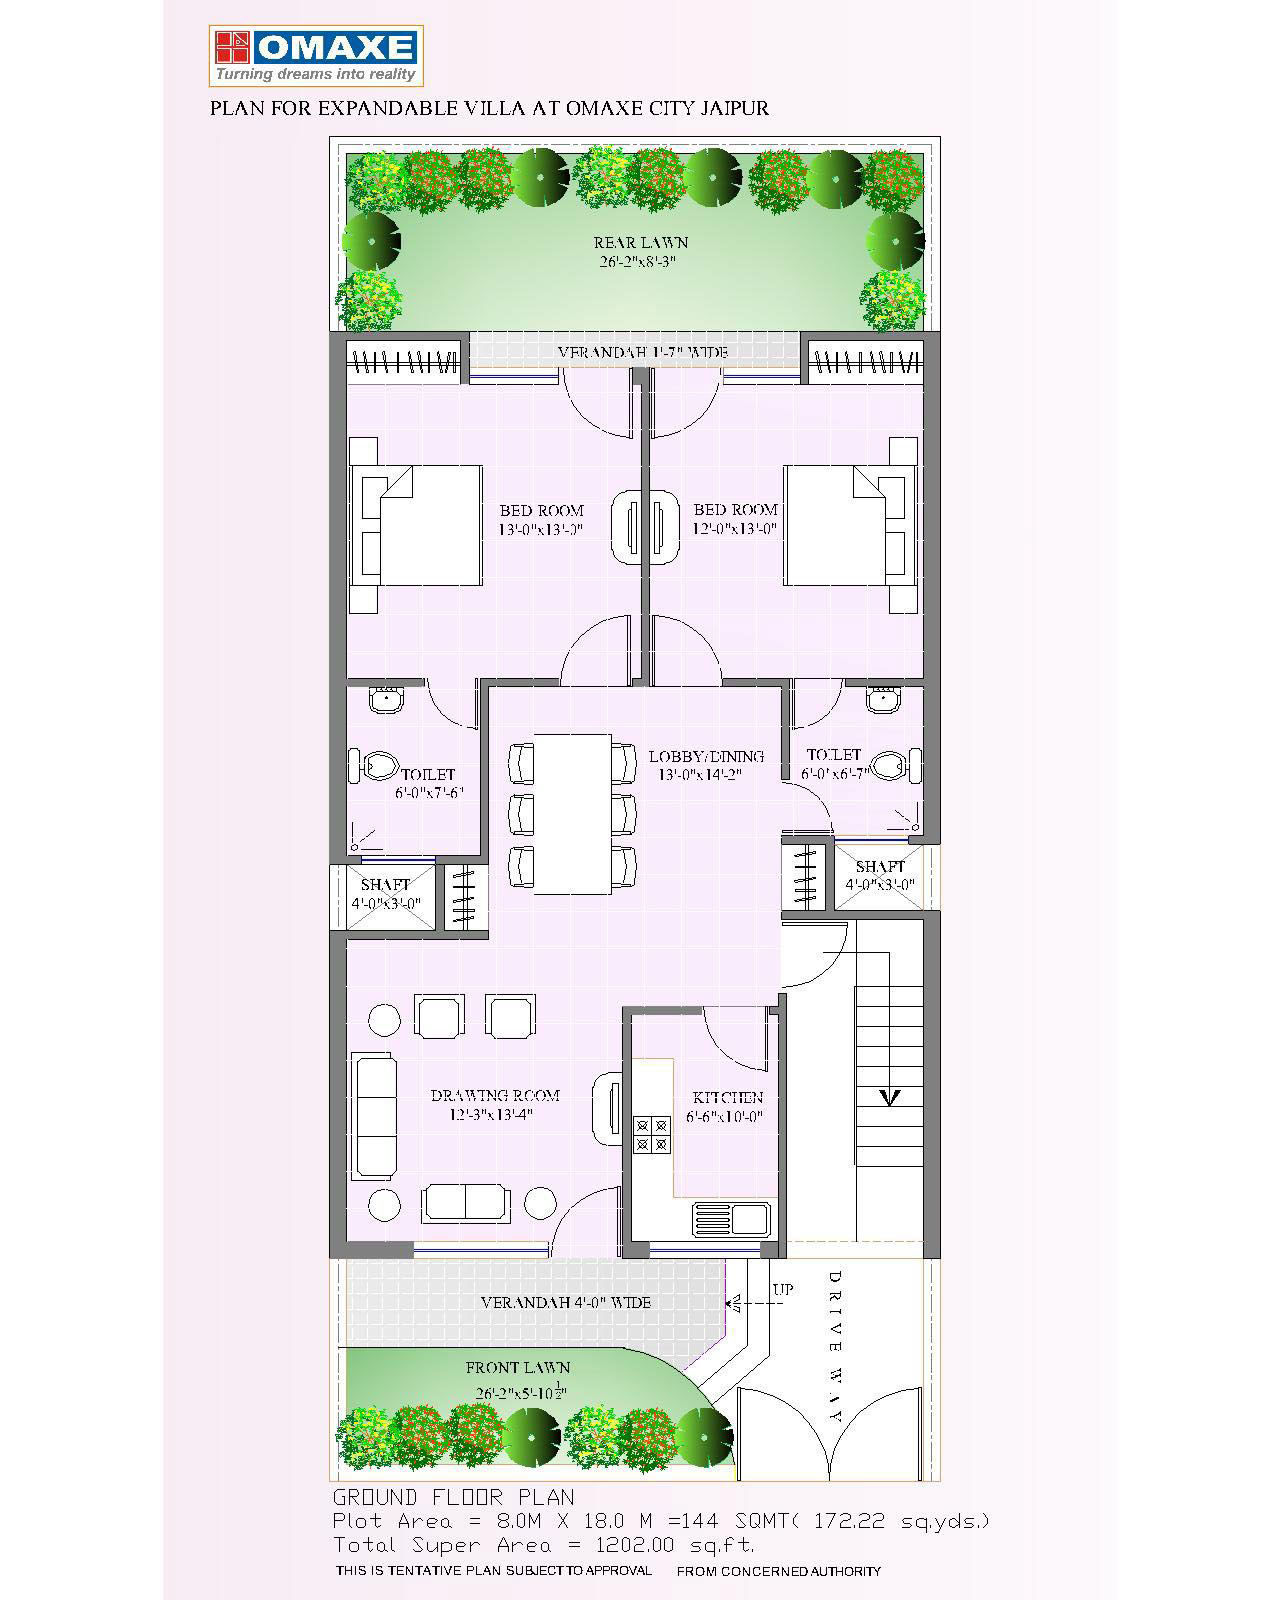 OMAXE
Turning dreams into reality
PLAN FOR EXPANDABLE VILLA AT OMAXE CITY JAIPUR
REAR LAWN
26'-2"x8'-3"
VERANDAH 1'-7" WIDE
BED ROOM
13'-0"x13'-0"
BED ROOM
12'-0"x13'-0"
LOBBY/DINING
13'-0"x14'-2"
TOILET
6'-0"x6'-7"
TOILET
6'-0"x7'-6"
SHAFT
4'-0"x3'-0"
SHAFT
4'-0"x3'-0"
DRAWING ROOM
12'-3"x13'-4"
KITCHEN
6'-6"x10'-0"
UP
VERANDAH 4'-0" WIDE
DRIVE WAY
FRONT LAWN
26'-2"x5'-10½"
GROUND FLOOR PLAN
Plot Area = 8.0M X 18.0 M =144 SQMT( 172.22 sq.yds.)
Total Super Area = 1202.00 sq.ft.
THIS IS TENTATIVE PLAN SUBJECT TO APPROVAL FROM CONCERNED AUTHORITY